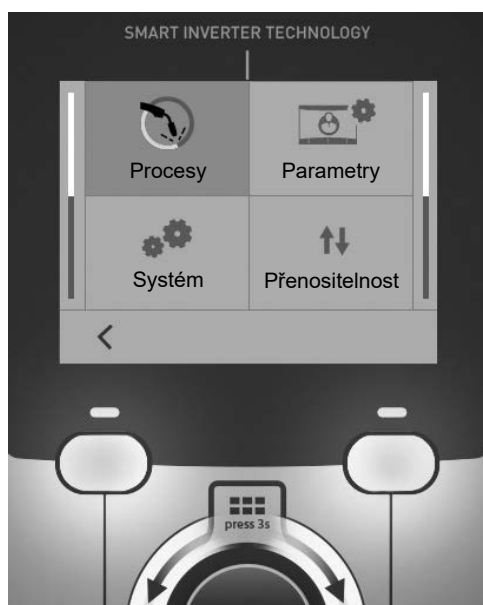 SMART INVERTER TECHNOLOGY
Procesy
Parametry
Systém
Přenositelnost
press 3s